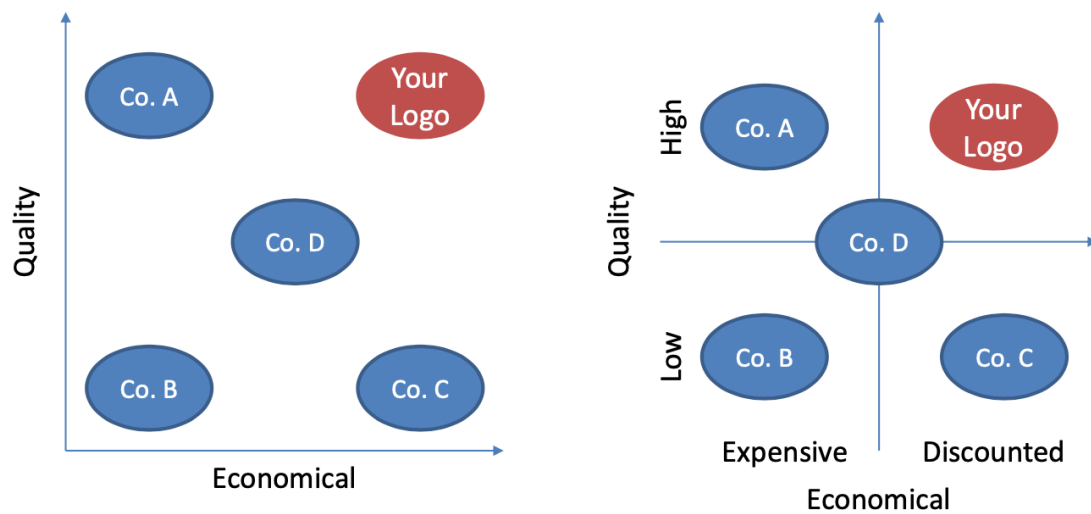 Quality
Co. A
Your
Logo
Co. D
Co. B
Co. C
Economical
Quality
High
Low
Co. A
Your
Logo
Co. D
Co. B
Co. C
Expensive
Discounted
Economical